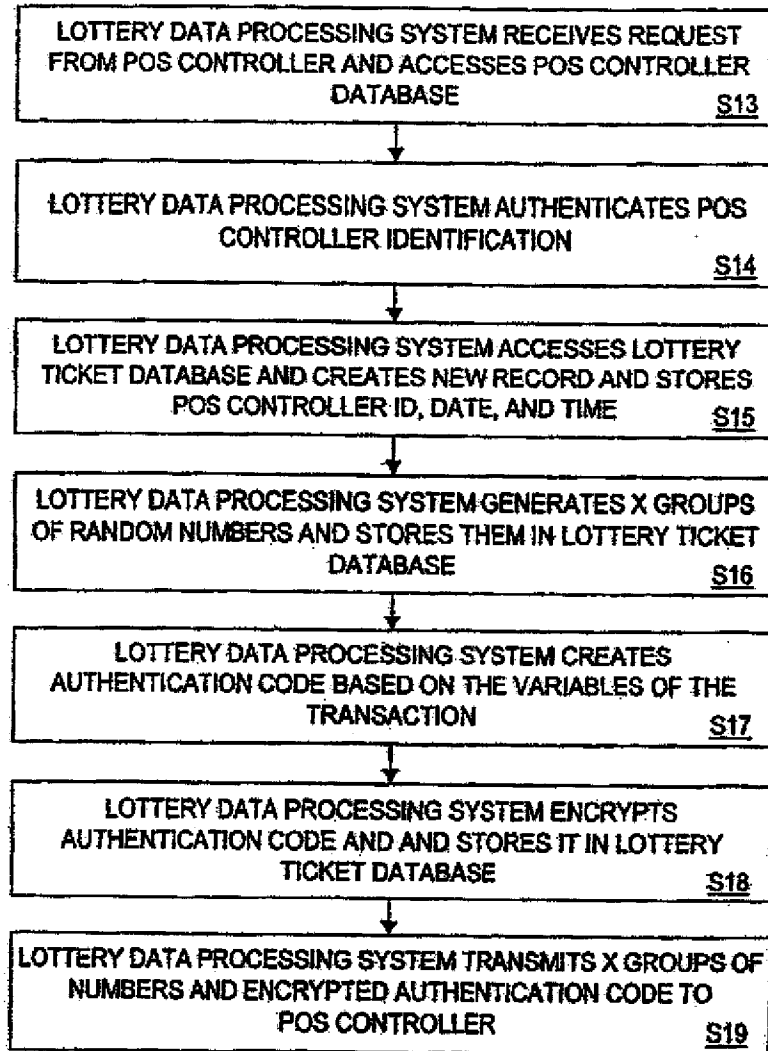 LOTTERY DATA PROCESSING SYSTEM RECEIVES REQUEST
FROM POS CONTROLLER AND ACCESSES POS CONTROLLER
DATABASE
S13
LOTTERY DATA PROCESSING SYSTEM AUTHENTICATES POS
CONTROLLER IDENTIFICATION
S14
LOTTERY DATA PROCESSING SYSTEM ACCESSES LOTTERY
TICKET DATABASE AND CREATES NEW RECORD AND STORES
POS CONTROLLER ID, DATE, AND TIME
S15
LOTTERY DATA PROCESSING SYSTEM GENERATES X GROUPS
OF RANDOM NUMBERS AND STORES THEM IN LOTTERY TICKET
DATABASE
S16
LOTTERY DATA PROCESSING SYSTEM CREATES
AUTHENTICATION CODE BASED ON THE VARIABLES OF THE
TRANSACTION
S17
LOTTERY DATA PROCESSING SYSTEM ENCRYPTS
AUTHENTICATION CODE AND AND STORES IT IN LOTTERY
TICKET DATABASE
S18
LOTTERY DATA PROCESSING SYSTEM TRANSMITS X GROUPS OF
NUMBERS AND ENCRYPTED AUTHENTICATION CODE TO
POS CONTROLLER
S19